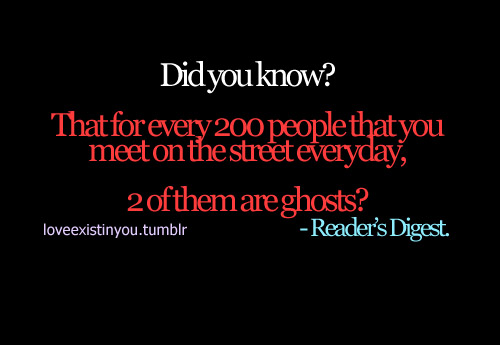 Did you know?
That for every 200 people that you
meet on the street everyday,
2 of them are ghosts?
loveexistinyou.tumblr
- Reader's Digest.